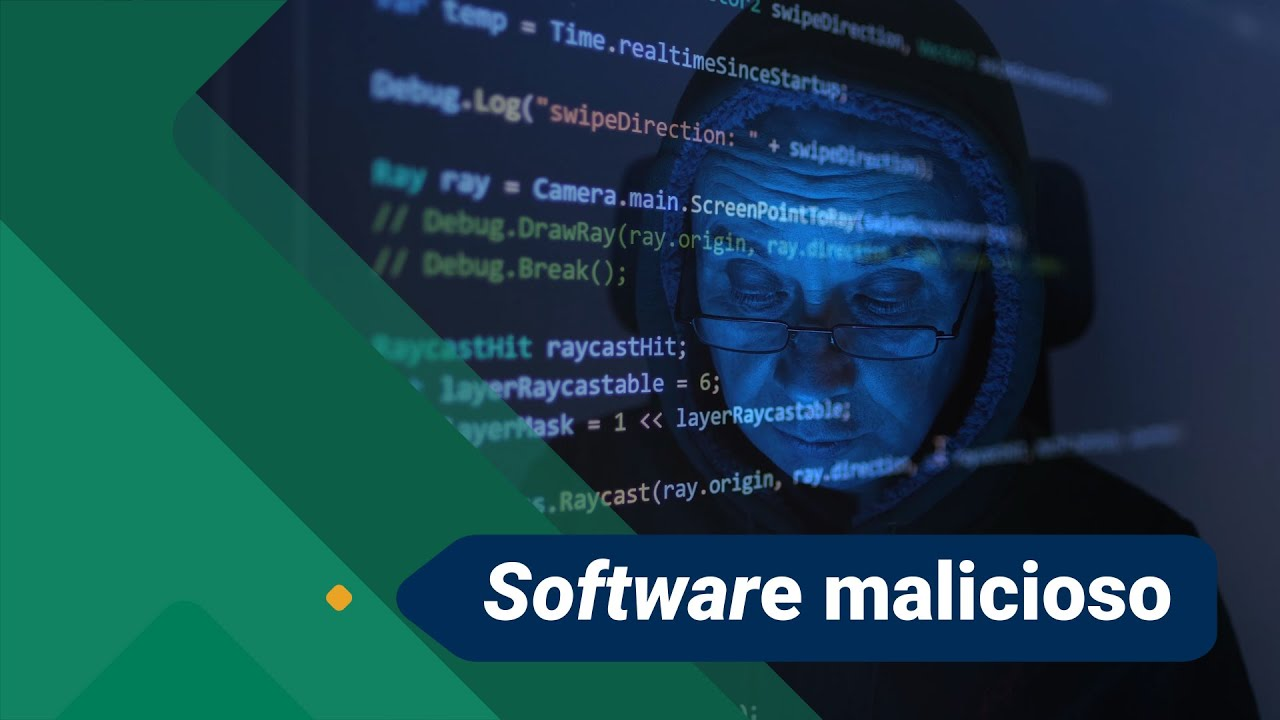 var temp = Time.realtimeSinceStartup;
Debug.Log("swipeDirection: " + swipeDirection);
Ray ray = Camera.main.ScreenPointToRay(
// Debug.DrawRay(ray.origin, ray.direction
// Debug.Break();
RaycastHit raycastHit;
layerRaycastable = 6;
layerMask = 1 << layerRaycastable;
.Raycast(ray.origin, ray.direction,
Software malicioso